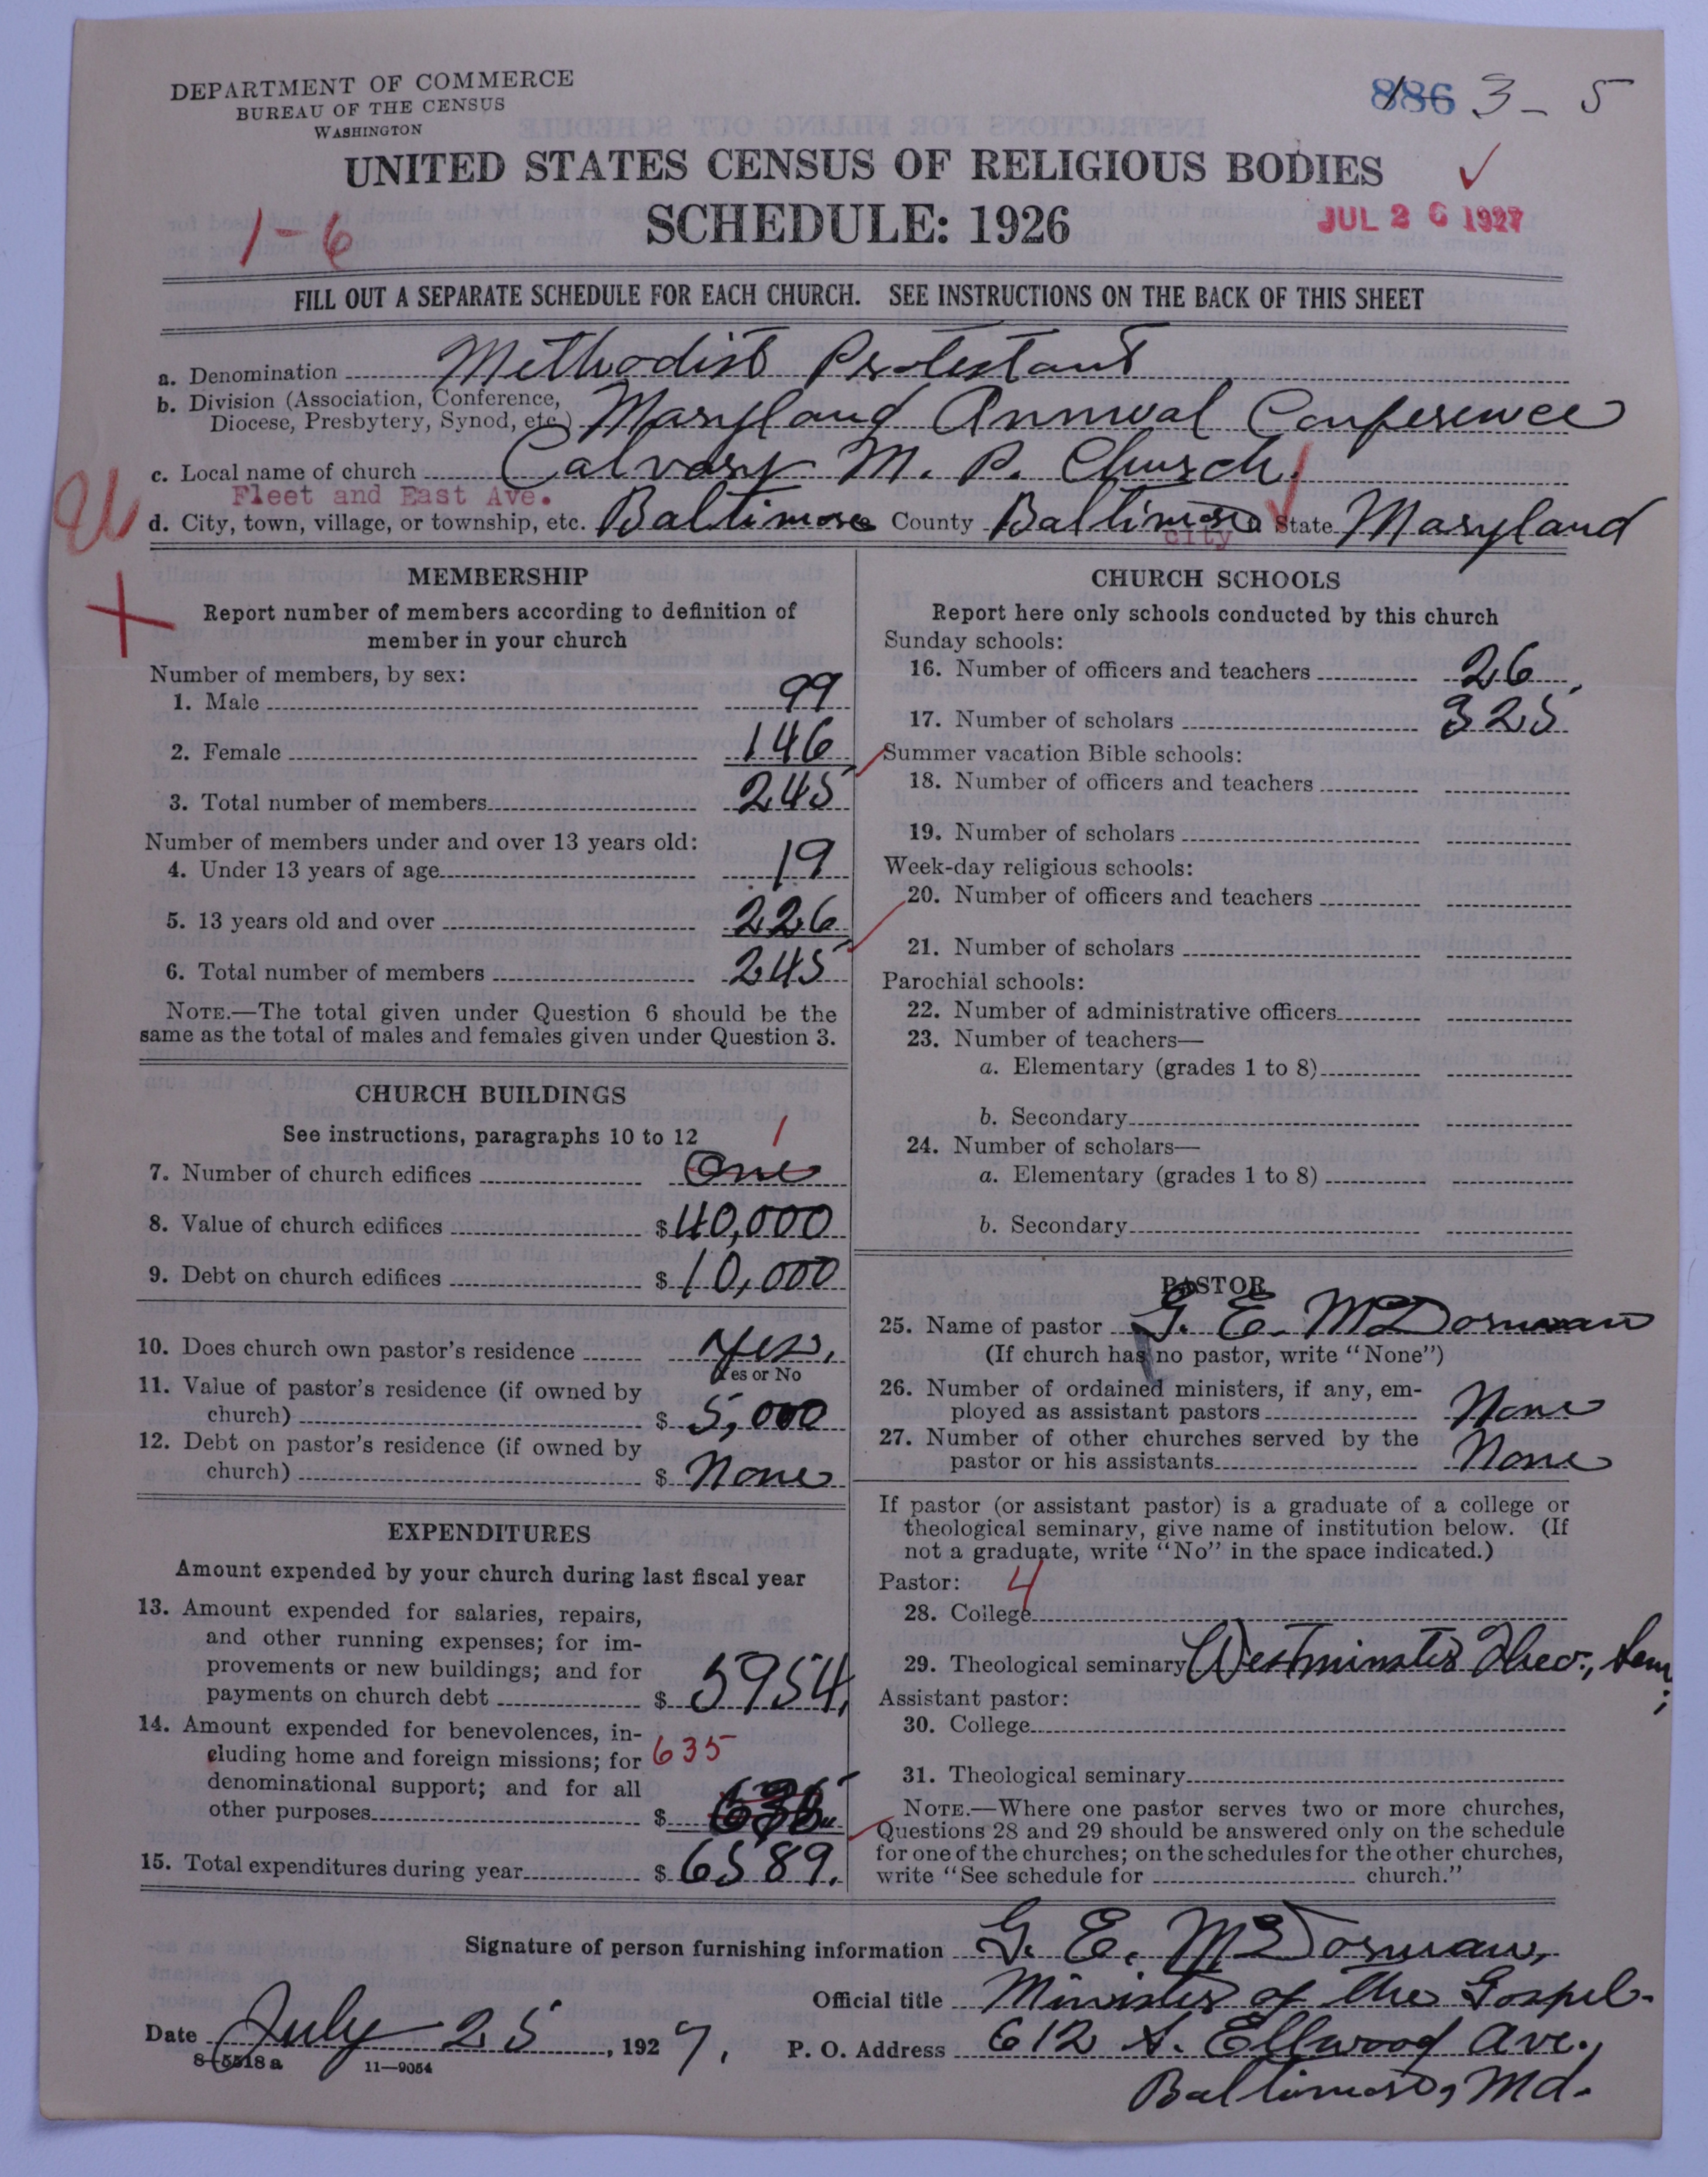 DEPARTMENT OF COMMERCE
BUREAU OF THE CENSUS
WASHINGTON
886 3-5
UNITED STATES CENSUS OF RELIGIOUS BODIES
SCHEDULE: 1926
1-6
JUL 26 1927
FILL OUT A SEPARATE SCHEDULE FOR EACH CHURCH. SEE INSTRUCTIONS ON THE BACK OF THIS SHEET
a. Denomination Methodist Protestant
b. Division (Association, Conference, Diocese, Presbytery, Synod, etc.) Maryland Annual Conference
c. Local name of church Calvary M. P. Church.
Fleet and East Ave.
d. City, town, village, or township, etc. Baltimore County Baltimore State Maryland
city
MEMBERSHIP
Report number of members according to definition of
member in your church
Number of members, by sex:
1. Male 99
2. Female 146
3. Total number of members 245
Number of members under and over 13 years old:
4. Under 13 years of age 19
5. 13 years old and over 226
6. Total number of members 245
NOTE.—The total given under Question 6 should be the
same as the total of males and females given under Question 3.
CHURCH BUILDINGS
See instructions, paragraphs 10 to 12
1
7. Number of church edifices One
8. Value of church edifices $40,000
9. Debt on church edifices $10,000
10. Does church own pastor's residence Yes.
Yes or No
11. Value of pastor's residence (if owned by
church) $5,000
12. Debt on pastor's residence (if owned by
church) $ None
EXPENDITURES
Amount expended by your church during last fiscal year
13. Amount expended for salaries, repairs,
and other running expenses; for im-
provements or new buildings; and for
payments on church debt $5954.
14. Amount expended for benevolences, in-
cluding home and foreign missions; for 635
denominational support; and for all
other purposes $
15. Total expenditures during year $6589.
CHURCH SCHOOLS
Report here only schools conducted by this church
Sunday schools:
16. Number of officers and teachers 26
17. Number of scholars 325
Summer vacation Bible schools:
18. Number of officers and teachers
19. Number of scholars
Week-day religious schools:
20. Number of officers and teachers
21. Number of scholars
Parochial schools:
22. Number of administrative officers
23. Number of teachers—
a. Elementary (grades 1 to 8)
b. Secondary
24. Number of scholars—
a. Elementary (grades 1 to 8)
b. Secondary
PASTOR
25. Name of pastor G. E. McDorman
(If church has no pastor, write "None")
26. Number of ordained ministers, if any, em-
ployed as assistant pastors None
27. Number of other churches served by the
pastor or his assistants None
If pastor (or assistant pastor) is a graduate of a college or
theological seminary, give name of institution below. (If
not a graduate, write "No" in the space indicated.)
Pastor: 4
28. College
29. Theological seminary Westminster Theo. Sem.
Assistant pastor:
30. College
31. Theological seminary
NOTE.—Where one pastor serves two or more churches,
Questions 28 and 29 should be answered only on the schedule
for one of the churches; on the schedules for the other churches,
write "See schedule for church."
Signature of person furnishing information G. E. McDorman,
Official title Minister of the Gospel.
Date July 25, 1927. P. O. Address 612 S. Ellwood Ave.,
8-5518a 11-9054
Baltimore, Md.